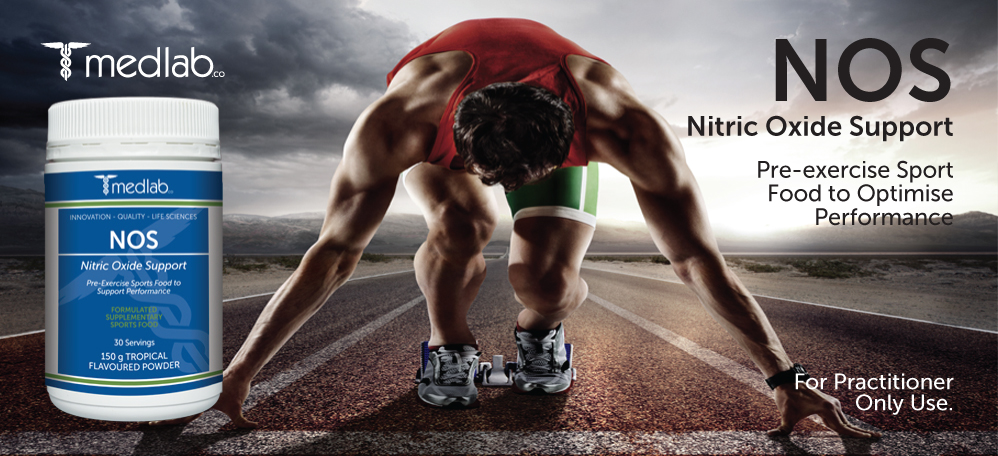 medlab.co
medlab.co
INNOVATION - QUALITY - LIFE SCIENCES
NOS
Nitric Oxide Support
Pre-Exercise Sports Food to
Support Performance
FORMULATED
SUPPLEMENTARY
SPORTS FOOD
30 Servings
150 g TROPICAL
FLAVOURED POWDER
NOS
Nitric Oxide Support
Pre-exercise Sport
Food to Optimise
Performance
For Practitioner
Only Use.